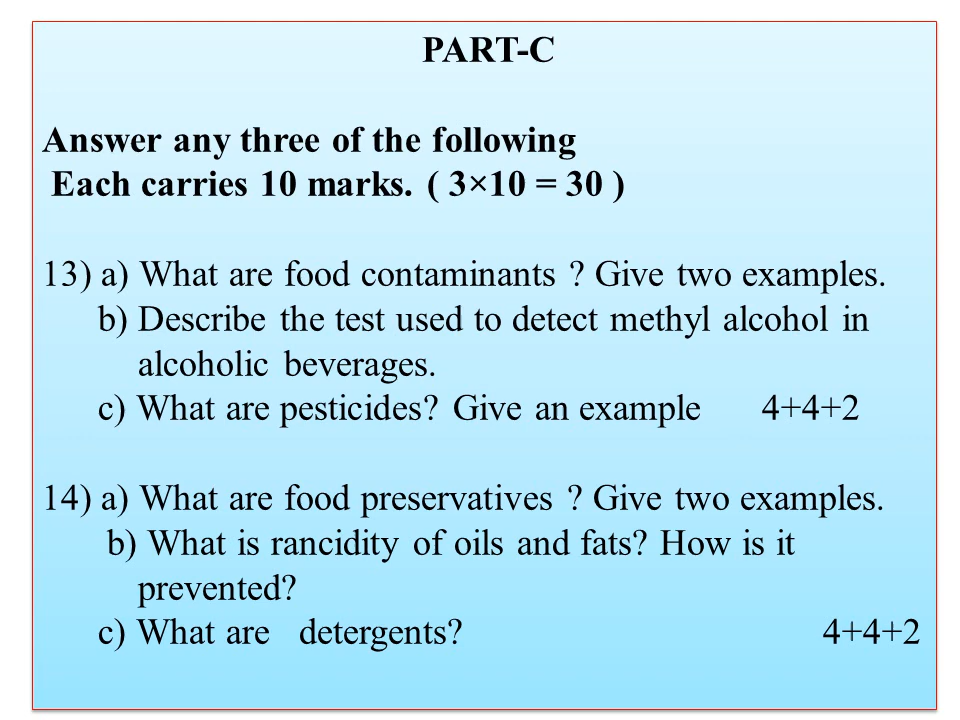 PART-C
Answer any three of the following
Each carries 10 marks. ( 3×10 = 30 )
13) a) What are food contaminants ? Give two examples.
b) Describe the test used to detect methyl alcohol in
alcoholic beverages.
c) What are pesticides? Give an example 4+4+2
14) a) What are food preservatives ? Give two examples.
b) What is rancidity of oils and fats? How is it
prevented?
c) What are detergents? 4+4+2